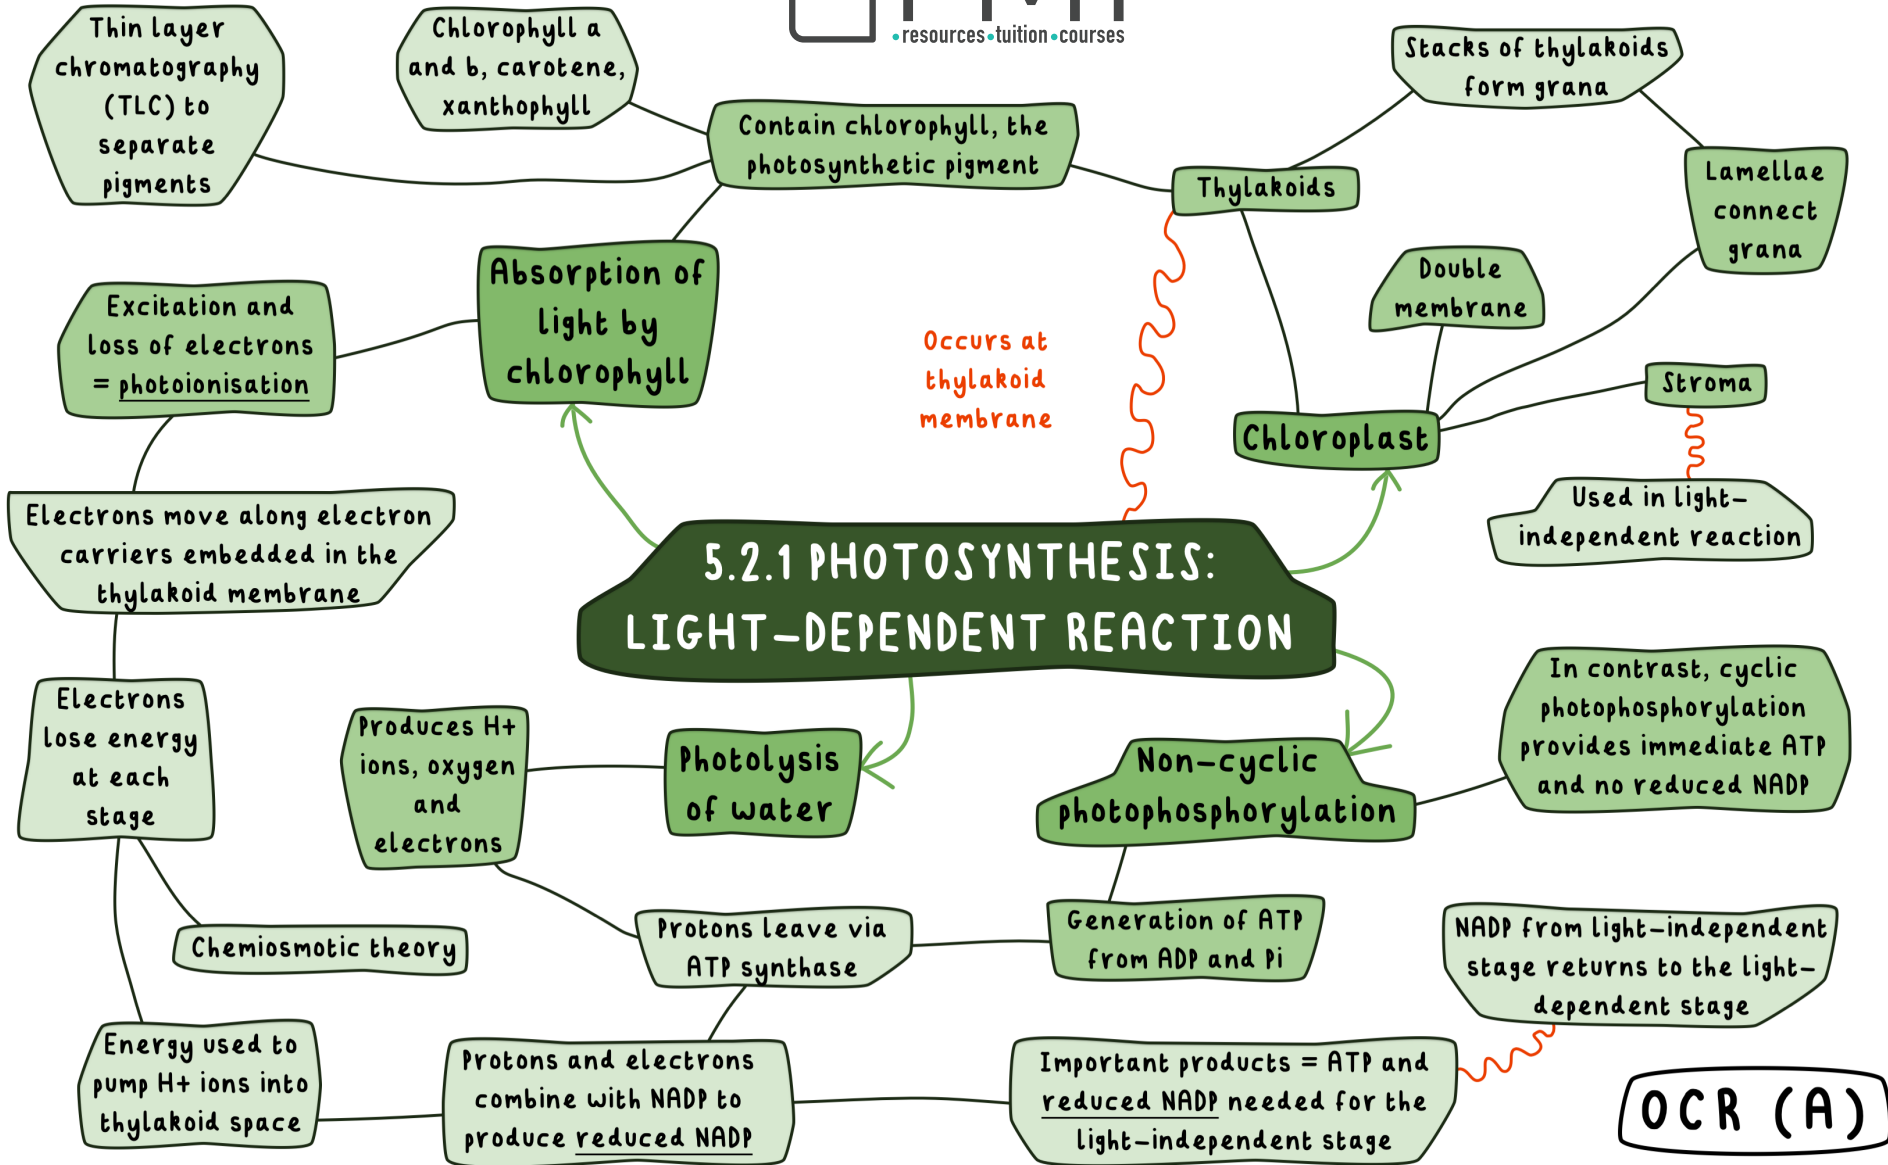 •resources•tuition•courses
Thin layer
chromatography
(TLC) to
separate
pigments
Chlorophyll a
and b, carotene,
xanthophyll
Contain chlorophyll, the
photosynthetic pigment
Stacks of thylakoids
form grana
Thylakoids
Lamellae
connect
grana
Absorption of
light by
chlorophyll
Double
membrane
Excitation and
loss of electrons
= photoionisation
Occurs at
thylakoid
membrane
Stroma
Chloroplast
Used in light-
independent reaction
Electrons move along electron
carriers embedded in the
thylakoid membrane
5.2.1 PHOTOSYNTHESIS:
LIGHT-DEPENDENT REACTION
Electrons
lose energy
at each
stage
Produces H+
ions, oxygen
and
electrons
Photolysis
of water
Non-cyclic
photophosphorylation
In contrast, cyclic
photophosphorylation
provides immediate ATP
and no reduced NADP
Chemiosmotic theory
Protons leave via
ATP synthase
Generation of ATP
from ADP and Pi
NADP from light-independent
stage returns to the light-
dependent stage
Energy used to
pump H+ ions into
thylakoid space
Protons and electrons
combine with NADP to
produce reduced NADP
Important products = ATP and
reduced NADP needed for the
light-independent stage
OCR (A)